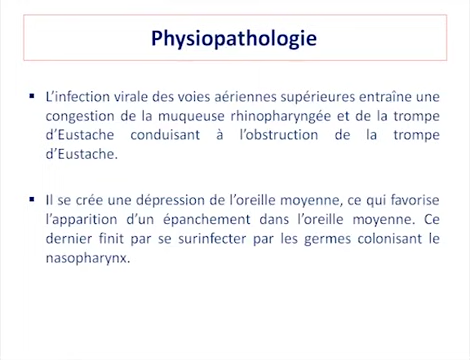 Physiopathologie
▪ L'infection virale des voies aériennes supérieures entraîne une
congestion de la muqueuse rhinopharyngée et de la trompe
d'Eustache conduisant à l'obstruction de la trompe
d'Eustache.
▪ Il se crée une dépression de l'oreille moyenne, ce qui favorise
l'apparition d'un épanchement dans l'oreille moyenne. Ce
dernier finit par se surinfecter par les germes colonisant le
nasopharynx.